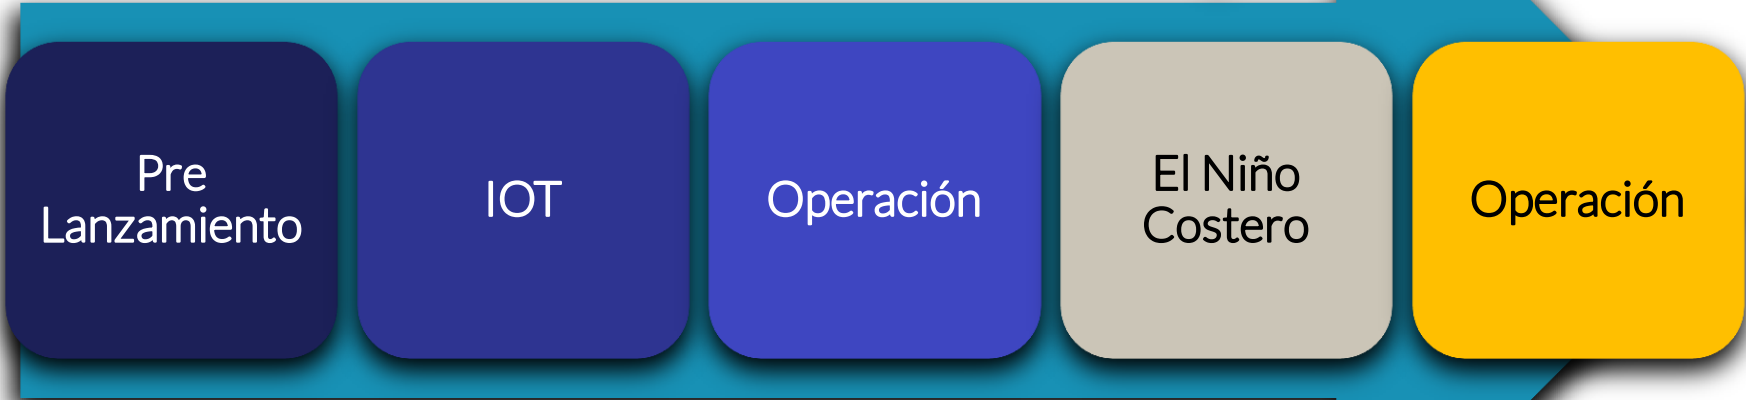 Pre
Lanzamiento
IOT
Operación
El Niño
Costero
Operación